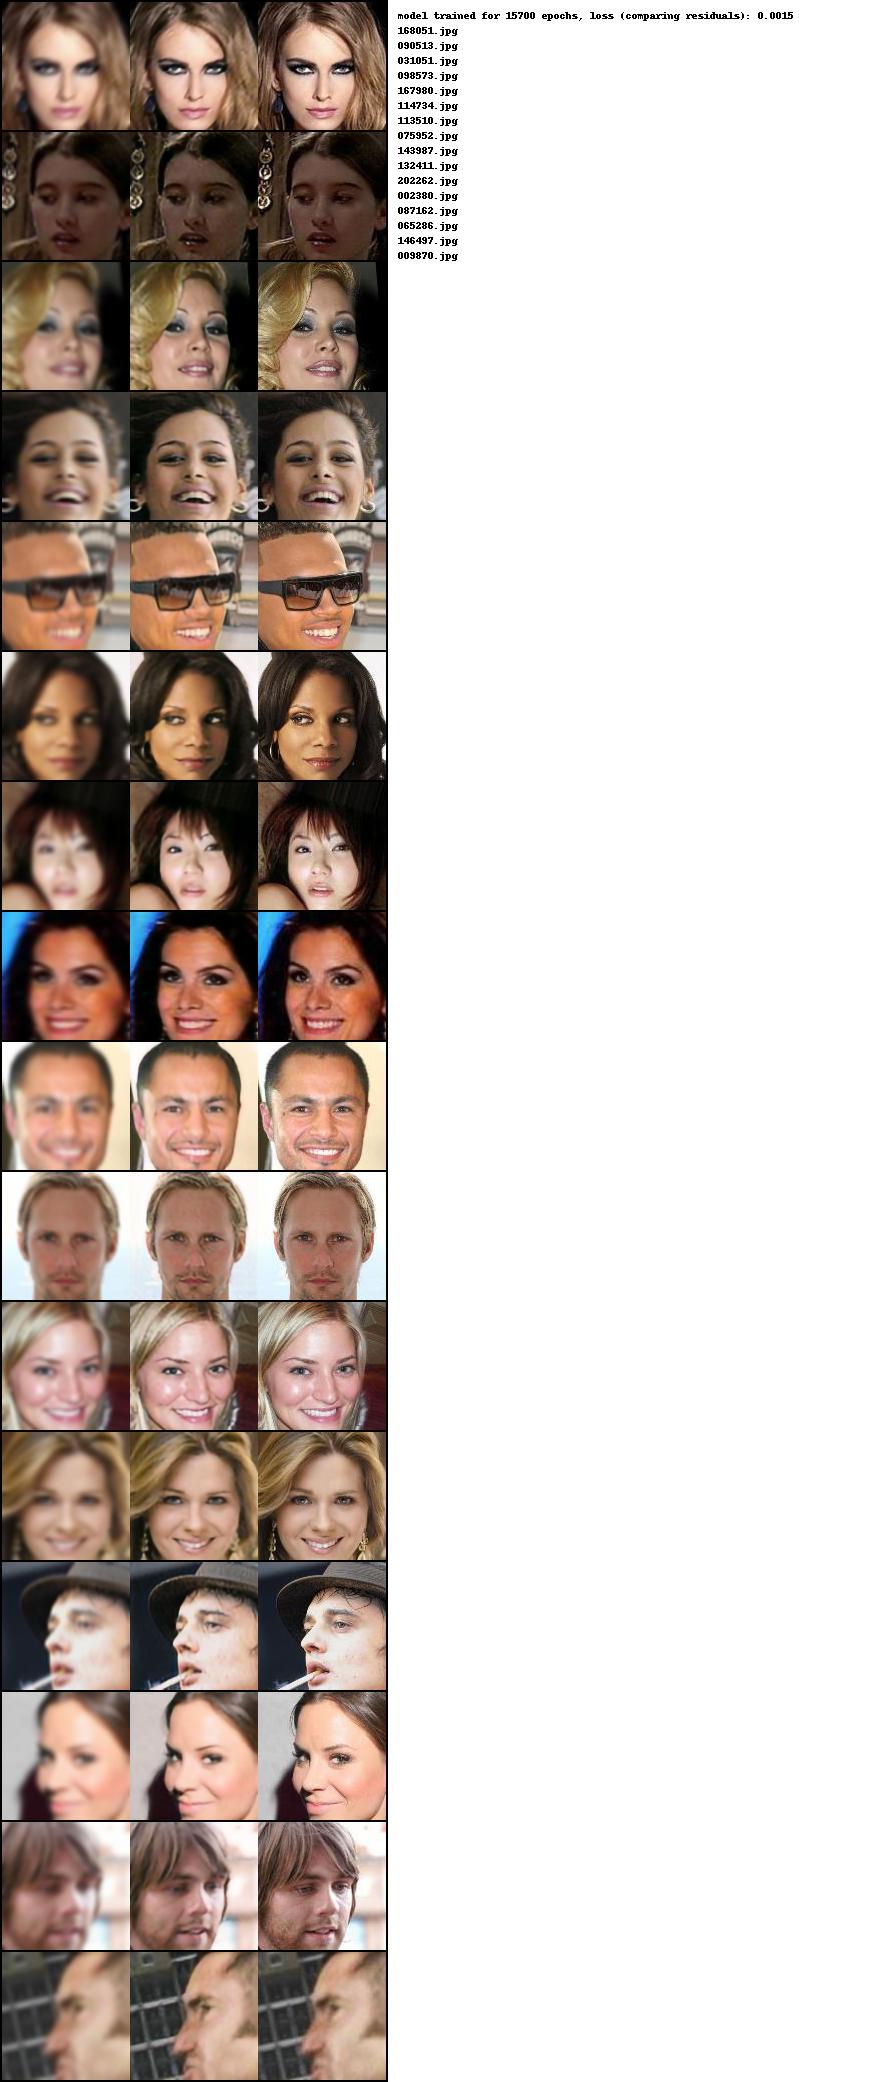 model trained for 15700 epochs, loss (comparing residuals): 0.0015
168051.jpg
090513.jpg
031051.jpg
098573.jpg
167980.jpg
114734.jpg
113510.jpg
075952.jpg
143987.jpg
132411.jpg
202262.jpg
002380.jpg
087162.jpg
065286.jpg
146497.jpg
009870.jpg